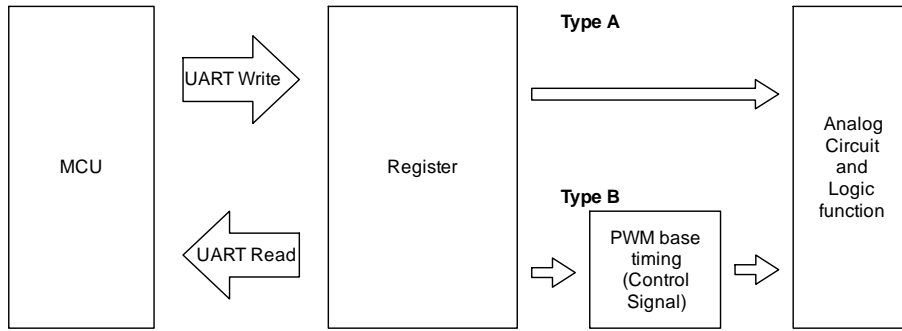 MCU
UART Write
UART Read
Register
Type A
Type B
PWM base
timing
(Control
Signal)
Analog
Circuit
and
Logic
function